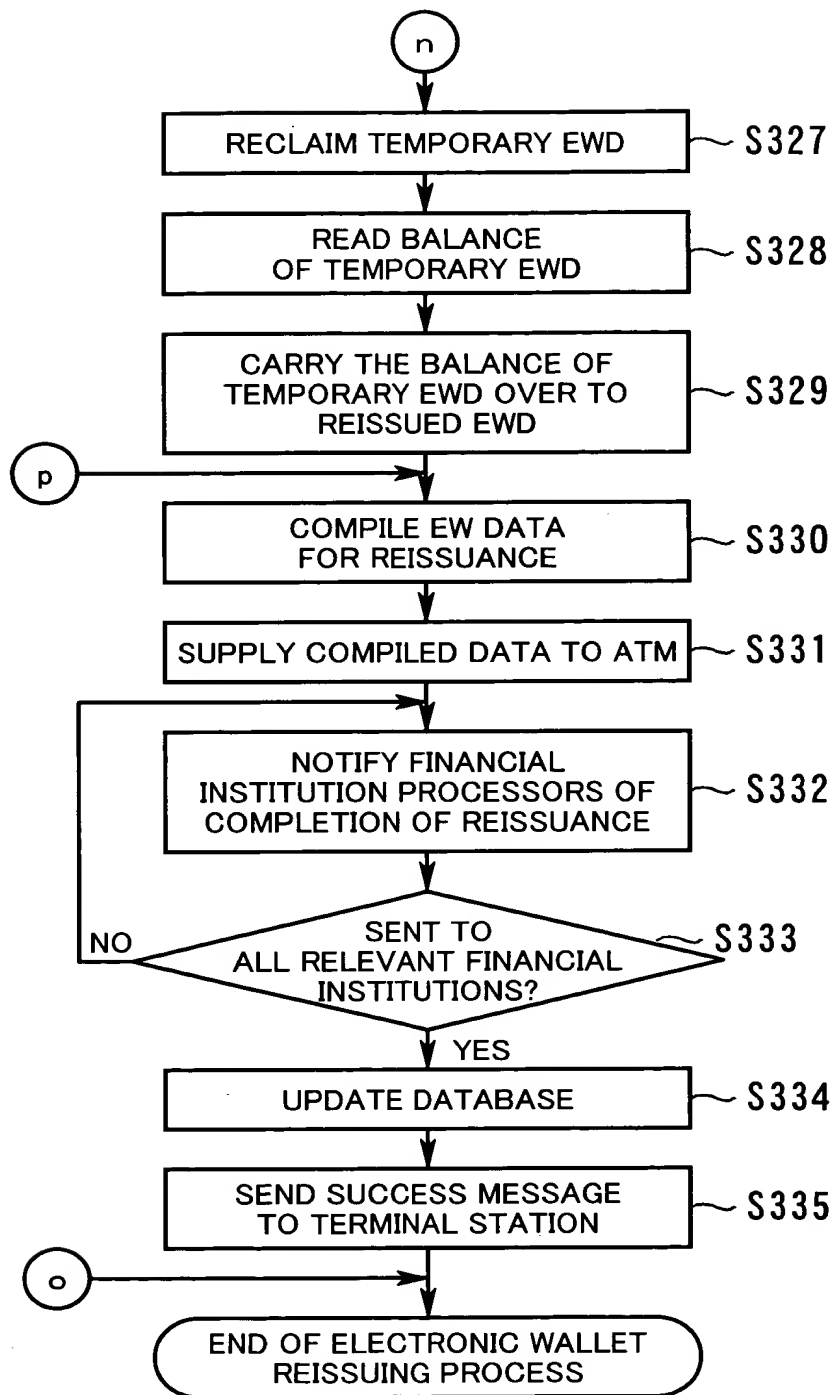 n
RECLAIM TEMPORARY EWD
S327
READ BALANCE
OF TEMPORARY EWD
S328
CARRY THE BALANCE OF
TEMPORARY EWD OVER TO
REISSUED EWD
S329
p
COMPILE EW DATA
FOR REISSUANCE
S330
SUPPLY COMPILED DATA TO ATM
S331
NOTIFY FINANCIAL
INSTITUTION PROCESSORS OF
COMPLETION OF REISSUANCE
S332
SENT TO
ALL RELEVANT FINANCIAL
INSTITUTIONS?
S333
NO
YES
UPDATE DATABASE
S334
SEND SUCCESS MESSAGE
TO TERMINAL STATION
S335
o
END OF ELECTRONIC WALLET
REISSUING PROCESS